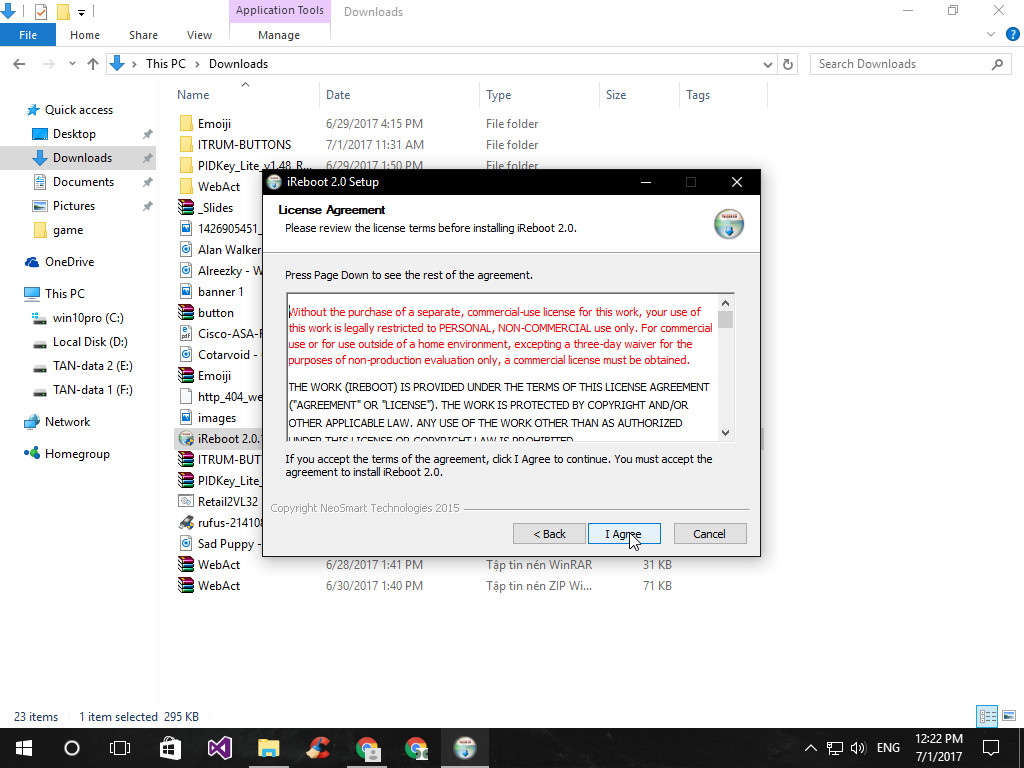 Application Tools
Downloads
File
Home
Share
View
Manage
This PC
Downloads
Search Downloads
Name
Date
Type
Size
Tags
Quick access
Desktop
Downloads
Documents
Pictures
game
OneDrive
This PC
win10pro (C:)
Local Disk (D:)
TAN-data 2 (E:)
TAN-data 1 (F:)
Network
Homegroup
Emoiji 6/29/2017 4:15 PM File folder
ITRUM-BUTTONS 7/1/2017 11:31 AM File folder
PIDKey_Lite_v1.48_R... 6/29/2017 1:50 PM File folder
WebAct
_Slides
1426905451_
Alan Walker
Alreezky - W
banner 1
button
Cisco-ASA-F
Cotarvoid -
Emoiji
http_404_we
images
iReboot 2.0.
ITRUM-BUT
PIDKey_Lite_
Retail2VL32
rufus-214108
Sad Puppy -
WebAct 6/28/2017 1:41 PM Tập tin nén WinRAR 31 KB
WebAct 6/30/2017 1:40 PM Tập tin nén ZIP Wi... 71 KB
iReboot 2.0 Setup
License Agreement
Please review the license terms before installing iReboot 2.0.
Press Page Down to see the rest of the agreement.
Without the purchase of a separate, commercial-use license for this work, your use of
this work is legally restricted to PERSONAL, NON-COMMERCIAL use only. For commercial
use or for use outside of a home environment, excepting a three-day waiver for the
purposes of non-production evaluation only, a commercial license must be obtained.
THE WORK (IREBOOT) IS PROVIDED UNDER THE TERMS OF THIS LICENSE AGREEMENT
("AGREEMENT" OR "LICENSE"). THE WORK IS PROTECTED BY COPYRIGHT AND/OR
OTHER APPLICABLE LAW. ANY USE OF THE WORK OTHER THAN AS AUTHORIZED
UNDER THIS LICENSE OR COPYRIGHT LAW IS PROHIBITED.
If you accept the terms of the agreement, click I Agree to continue. You must accept the
agreement to install iReboot 2.0.
Copyright NeoSmart Technologies 2015
< Back
I Agree
Cancel
23 items
1 item selected 295 KB
ENG
12:22 PM
7/1/2017